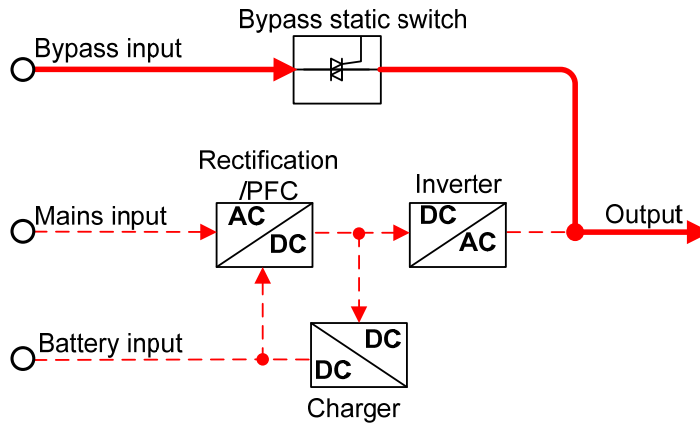 Bypass static switch
Bypass input
Rectification
/PFC
Inverter
Mains input
AC
DC
DC
AC
Output
Battery input
DC
DC
Charger